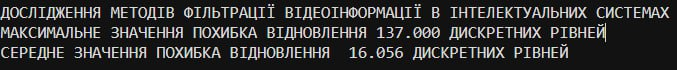 ДОСЛІДЖЕННЯ МЕТОДІВ ФІЛЬТРАЦІЇ ВІДЕОІНФОРМАЦІЇ В ІНТЕЛЕКТУАЛЬНИХ СИСТЕМАХ
МАКСИМАЛЬНЕ ЗНАЧЕННЯ ПОХИБКА ВІДНОВЛЕННЯ 137.000 ДИСКРЕТНИХ РІВНЕЙ
СЕРЕДНЕ ЗНАЧЕННЯ ПОХИБКА ВІДНОВЛЕННЯ  16.056 ДИСКРЕТНИХ РІВНЕЙ